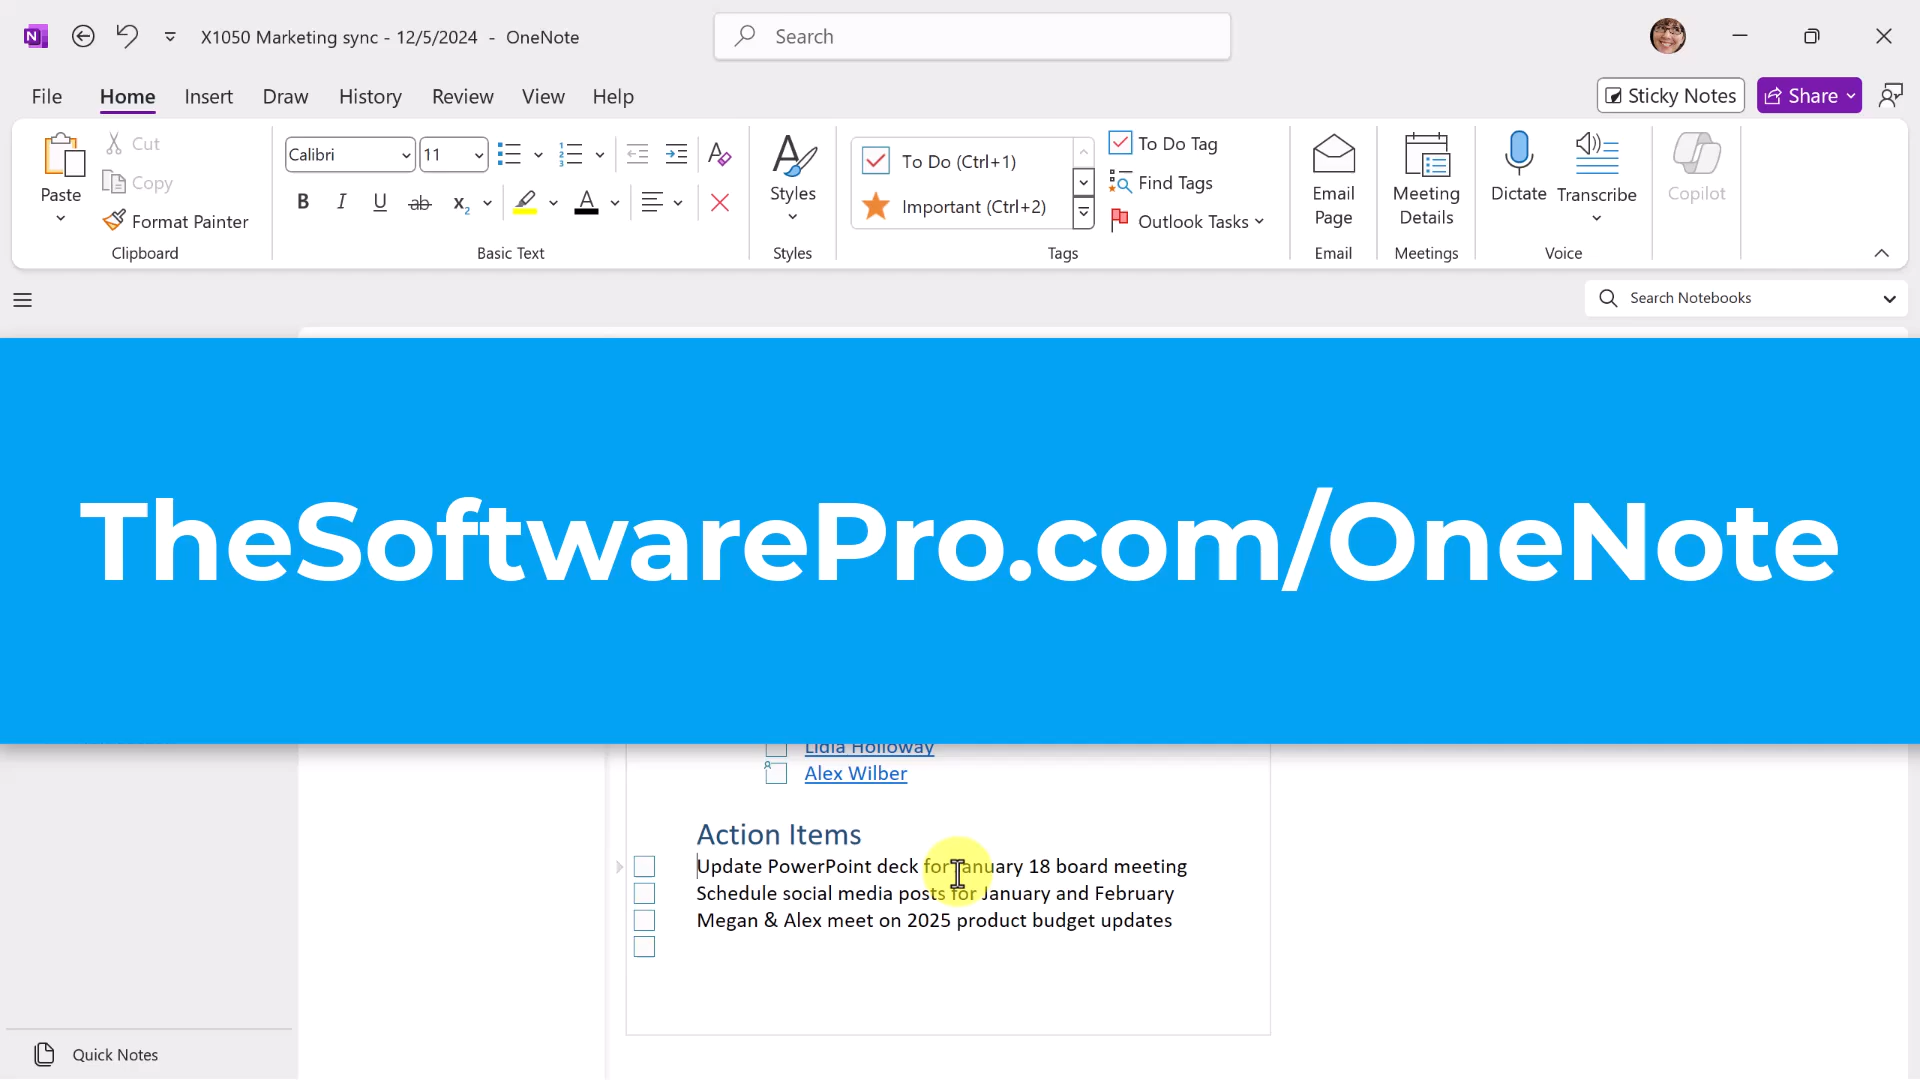 X1050 Marketing sync - 12/5/2024 - OneNote
Search
File Home Insert Draw History Review View Help
Sticky Notes
Share
Paste
Cut
Copy
Format Painter
Clipboard
Calibri
11
B I U ab x2 A
Basic Text
Styles
Styles
To Do (Ctrl+1)
Important (Ctrl+2)
To Do Tag
Find Tags
Outlook Tasks
Tags
Email Page
Email
Meeting Details
Meetings
Dictate
Transcribe
Voice
Copilot
Search Notebooks
TheSoftwarePro.com/OneNote
Lidia Holloway
Alex Wilber
Action Items
Update PowerPoint deck for January 18 board meeting
Schedule social media posts for January and February
Megan & Alex meet on 2025 product budget updates
Quick Notes